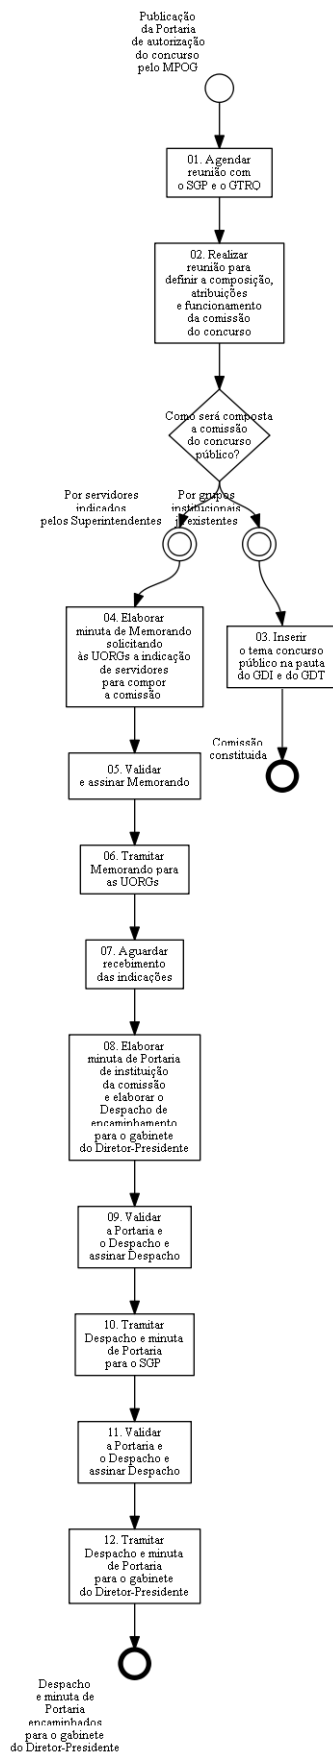 Publicação
da Portaria
de autorização
do concurso
pelo MPOG
01. Agendar
reunião com
o SGP e o GTRQ
02. Realizar
reunião para
definir a composição,
atribuições
e funcionamento
da comissão
do concurso
Como será composta
a comissão
do concurso
público?
Por servidores
indicados
pelos Superintendentes
Por grupos
institucionais
existentes
04. Elaborar
minuta de Memorando
solicitando
às UORGs a indicação
de servidores
para compor
a comissão
03. Inserir
o tema concurso
público na pauta
do GDI e do GDT
Comissão
constituida
05. Validar
e assinar Memorando
06. Tramitar
Memorando para
as UORGs
07. Aguardar
recebimento
das indicações
08. Elaborar
minuta de Portaria
de instituição
da comissão
e elaborar o
Despacho de
encaminhamento
para o gabinete
do Diretor-Presidente
09. Validar
a Portaria e
o Despacho e
assinar Despacho
10. Tramitar
Despacho e minuta
de Portaria
para o SGP
11. Validar
a Portaria e
o Despacho e
assinar Despacho
12. Tramitar
Despacho e minuta
de Portaria
para o gabinete
do Diretor-Presidente
Despacho
e minuta de
Portaria
encaminhados
para o gabinete
do Diretor-Presidente